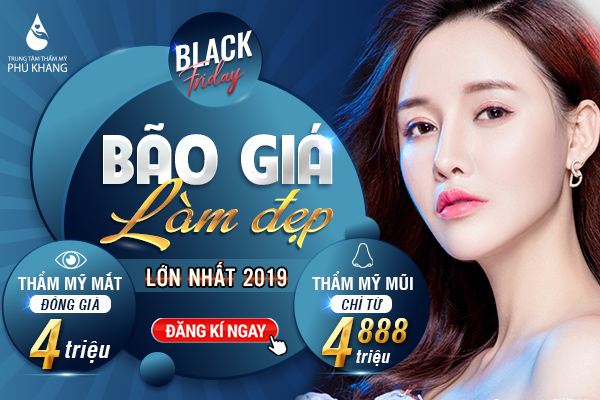 TRUNG TÂM THẨM MỸ
PHÚ KHANG
BLACK
Friday
BÃO GIÁ
Làm đẹp
LỚN NHẤT 2019
THẨM MỸ MẮT
ĐỒNG GIÁ
4 triệu
THẨM MỸ MŨI
CHỈ TỪ
4 888
triệu
ĐĂNG KÍ NGAY